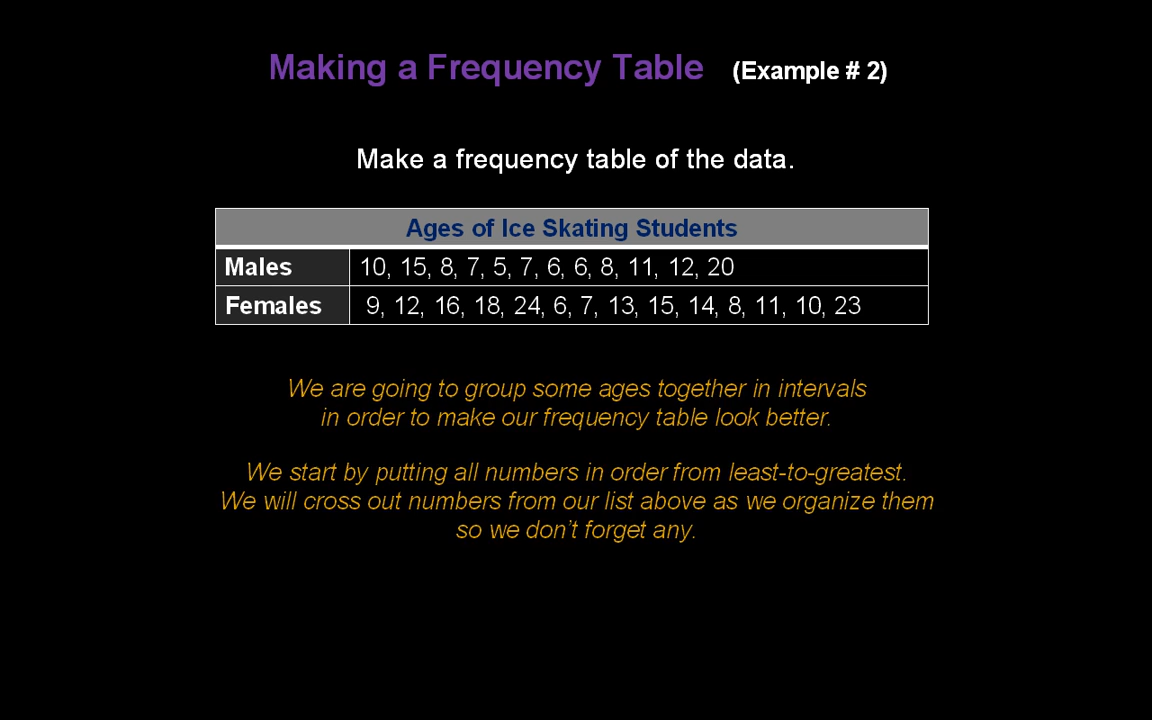 Making a Frequency Table (Example # 2)
Make a frequency table of the data.
Ages of Ice Skating Students
Males 10, 15, 8, 7, 5, 7, 6, 6, 8, 11, 12, 20
Females 9, 12, 16, 18, 24, 6, 7, 13, 15, 14, 8, 11, 10, 23
We are going to group some ages together in intervals
in order to make our frequency table look better.
We start by putting all numbers in order from least-to-greatest.
We will cross out numbers from our list above as we organize them
so we don't forget any.